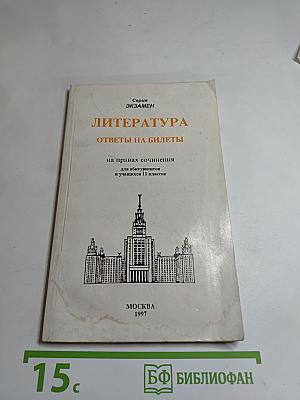 Серия
ЭКЗАМЕН
ЛИТЕРАТУРА
ОТВЕТЫ НА БИЛЕТЫ
на правах сочинения
для абитуриентов
и учащихся 11 классов
МОСКВА
1997
15с
БФ БИБЛИОФАН